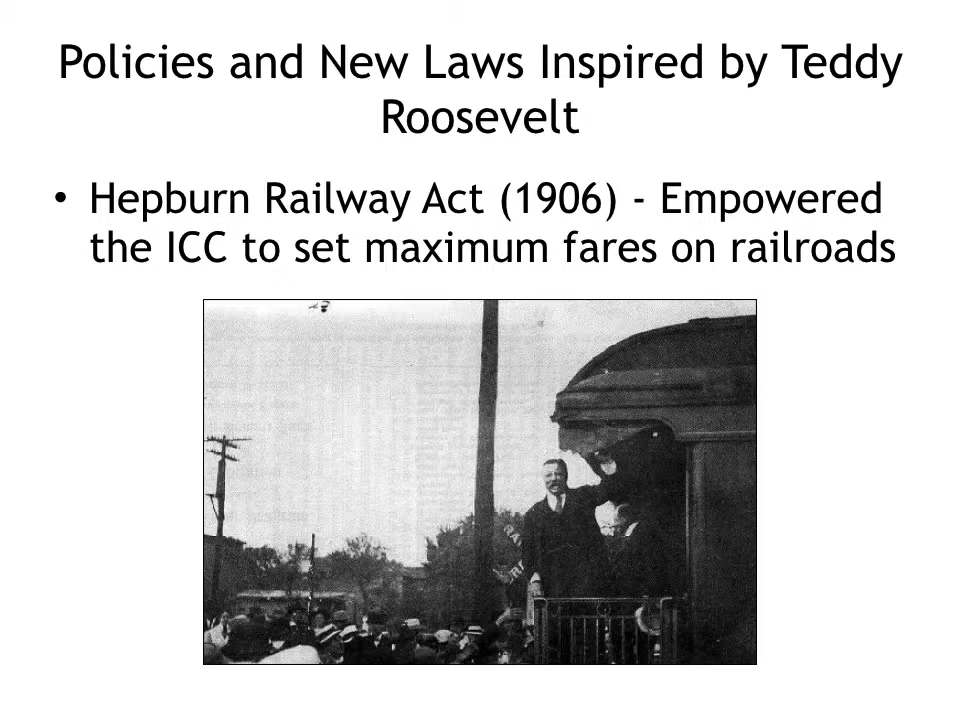 Policies and New Laws Inspired by Teddy
Roosevelt
• Hepburn Railway Act (1906) - Empowered
the ICC to set maximum fares on railroads